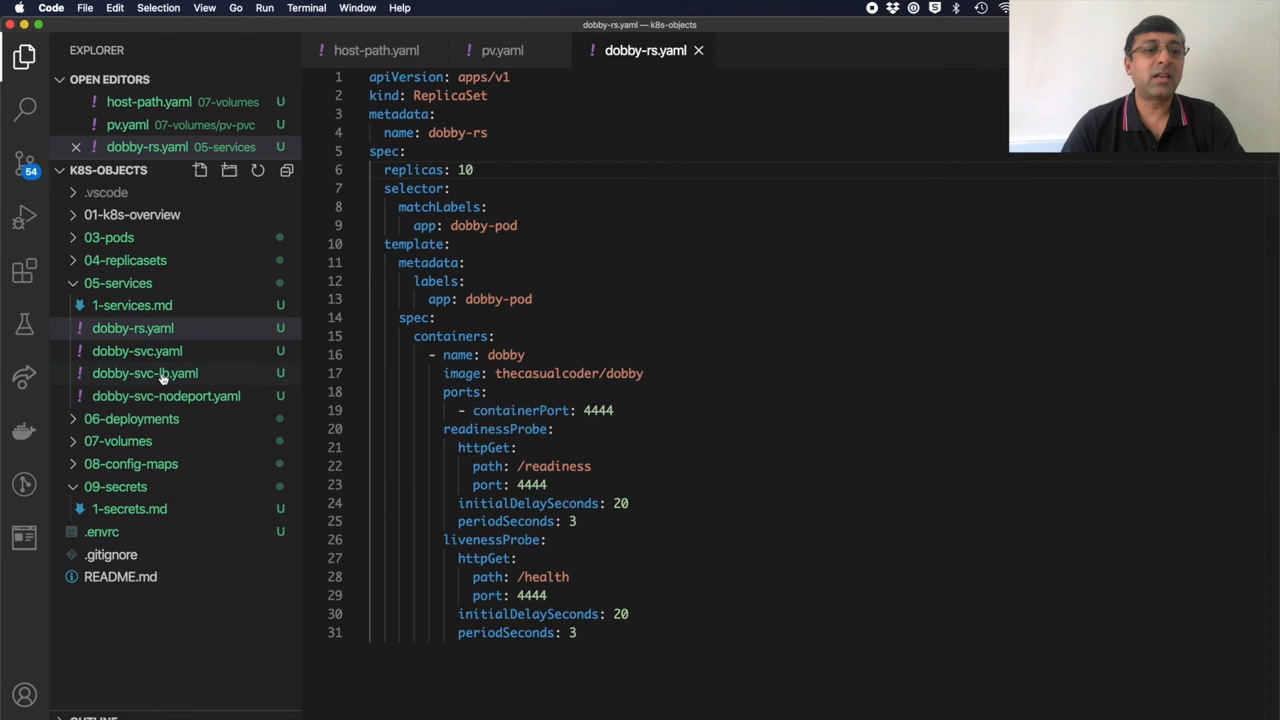 Code File Edit Selection View Go Run Terminal Window Help
dobby-rs.yaml — k8s-objects
EXPLORER
OPEN EDITORS
host-path.yaml 07-volumes U
pv.yaml 07-volumes/pv-pvc U
dobby-rs.yaml 05-services U
K8S-OBJECTS
.vscode
01-k8s-overview
03-pods
04-replicasets
05-services
1-services.md U
dobby-rs.yaml U
dobby-svc.yaml U
dobby-svc-lb.yaml U
dobby-svc-nodeport.yaml U
06-deployments
07-volumes
08-config-maps
09-secrets
1-secrets.md U
.envrc U
.gitignore
README.md
54
host-path.yaml pv.yaml dobby-rs.yaml
1 apiVersion: apps/v1
2 kind: ReplicaSet
3 metadata:
4 name: dobby-rs
5 spec:
6 replicas: 10
7 selector:
8 matchLabels:
9 app: dobby-pod
10 template:
11 metadata:
12 labels:
13 app: dobby-pod
14 spec:
15 containers:
16 - name: dobby
17 image: thecasualcoder/dobby
18 ports:
19 - containerPort: 4444
20 readinessProbe:
21 httpGet:
22 path: /readiness
23 port: 4444
24 initialDelaySeconds: 20
25 periodSeconds: 3
26 livenessProbe:
27 httpGet:
28 path: /health
29 port: 4444
30 initialDelaySeconds: 20
31 periodSeconds: 3
OUTLINE